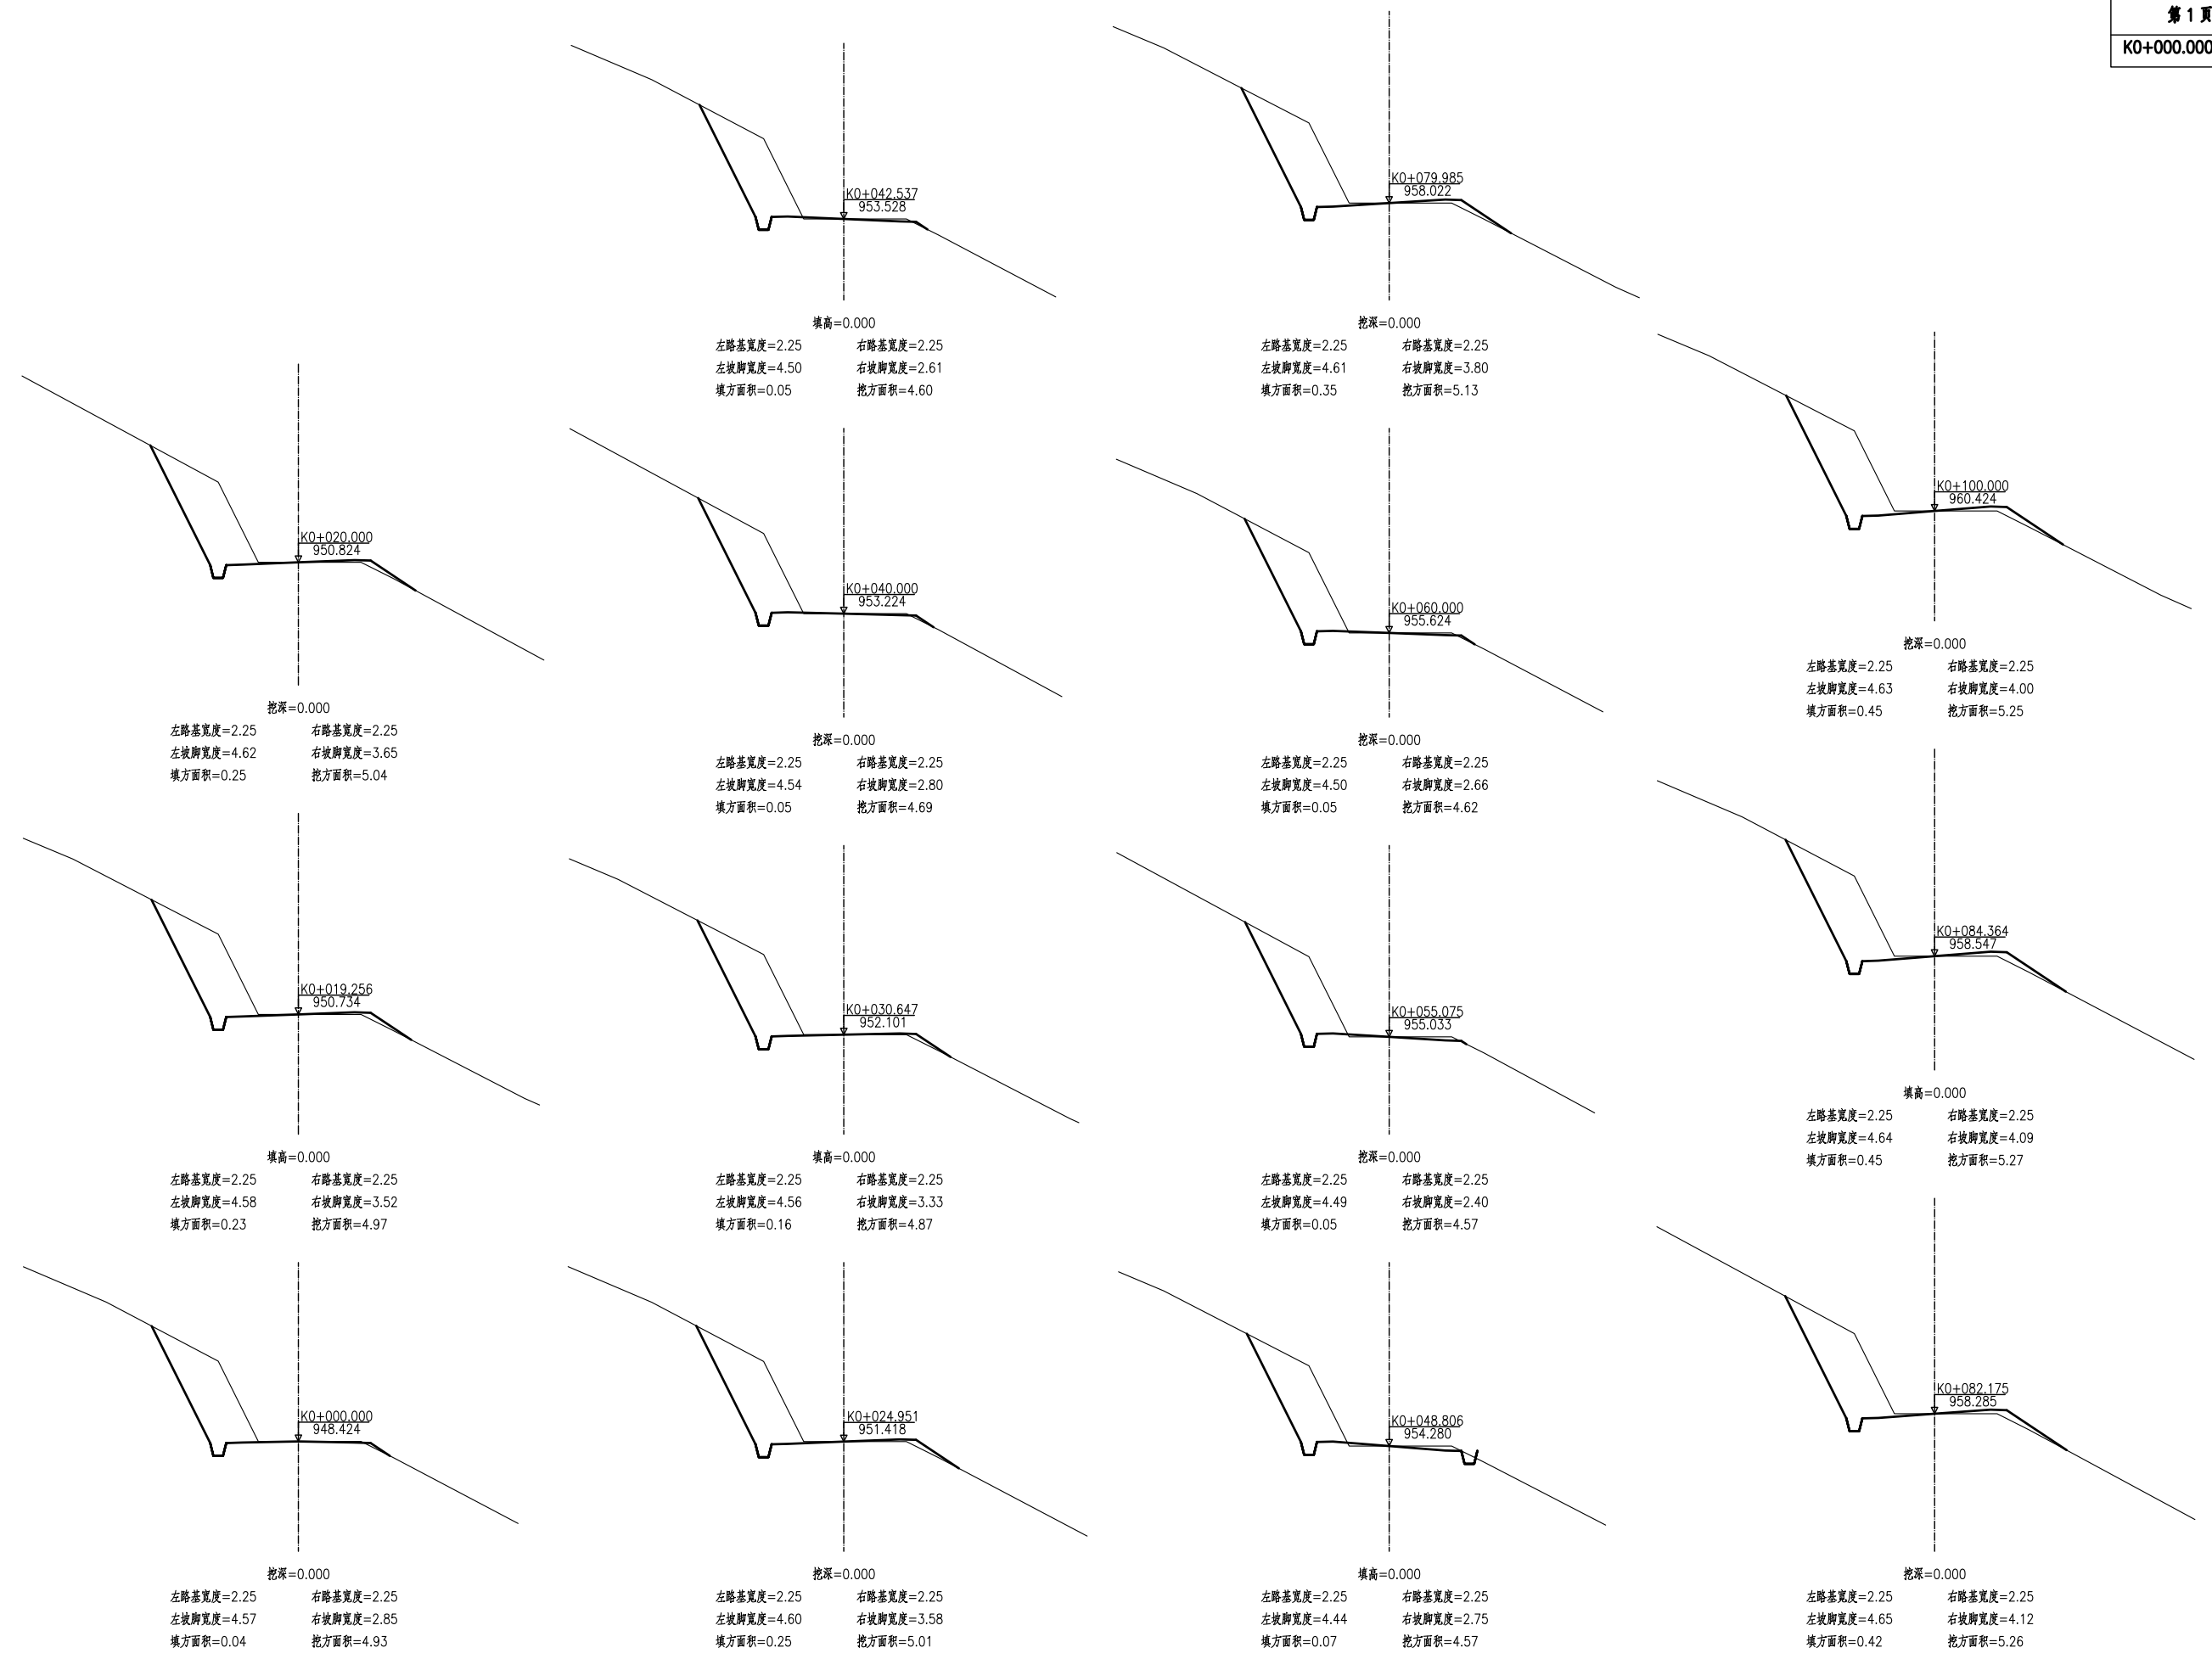 第 1 页
K0+000.000
K0+042.537
953.528
填高=0.000
左路基宽度=2.25 右路基宽度=2.25
左坡脚宽度=4.50 右坡脚宽度=2.61
填方面积=0.05 挖方面积=4.60
K0+079.985
958.022
挖深=0.000
左路基宽度=2.25 右路基宽度=2.25
左坡脚宽度=4.61 右坡脚宽度=3.80
填方面积=0.35 挖方面积=5.13
K0+020.000
950.824
挖深=0.000
左路基宽度=2.25 右路基宽度=2.25
左坡脚宽度=4.62 右坡脚宽度=3.65
填方面积=0.25 挖方面积=5.04
K0+040.000
953.224
挖深=0.000
左路基宽度=2.25 右路基宽度=2.25
左坡脚宽度=4.54 右坡脚宽度=2.80
填方面积=0.05 挖方面积=4.69
K0+060.000
955.624
挖深=0.000
左路基宽度=2.25 右路基宽度=2.25
左坡脚宽度=4.50 右坡脚宽度=2.66
填方面积=0.05 挖方面积=4.62
K0+100.000
960.424
挖深=0.000
左路基宽度=2.25 右路基宽度=2.25
左坡脚宽度=4.63 右坡脚宽度=4.00
填方面积=0.45 挖方面积=5.25
K0+019.256
950.734
填高=0.000
左路基宽度=2.25 右路基宽度=2.25
左坡脚宽度=4.58 右坡脚宽度=3.52
填方面积=0.23 挖方面积=4.97
K0+030.647
952.101
填高=0.000
左路基宽度=2.25 右路基宽度=2.25
左坡脚宽度=4.56 右坡脚宽度=3.33
填方面积=0.16 挖方面积=4.87
K0+055.075
955.033
挖深=0.000
左路基宽度=2.25 右路基宽度=2.25
左坡脚宽度=4.49 右坡脚宽度=2.40
填方面积=0.05 挖方面积=4.57
K0+084.364
958.547
填高=0.000
左路基宽度=2.25 右路基宽度=2.25
左坡脚宽度=4.64 右坡脚宽度=4.09
填方面积=0.45 挖方面积=5.27
K0+000.000
948.424
挖深=0.000
左路基宽度=2.25 右路基宽度=2.25
左坡脚宽度=4.57 右坡脚宽度=2.85
填方面积=0.04 挖方面积=4.93
K0+024.951
951.418
挖深=0.000
左路基宽度=2.25 右路基宽度=2.25
左坡脚宽度=4.60 右坡脚宽度=3.58
填方面积=0.25 挖方面积=5.01
K0+048.806
954.280
填高=0.000
左路基宽度=2.25 右路基宽度=2.25
左坡脚宽度=4.44 右坡脚宽度=2.75
填方面积=0.07 挖方面积=4.57
K0+082.175
958.285
挖深=0.000
左路基宽度=2.25 右路基宽度=2.25
左坡脚宽度=4.65 右坡脚宽度=4.12
填方面积=0.42 挖方面积=5.26